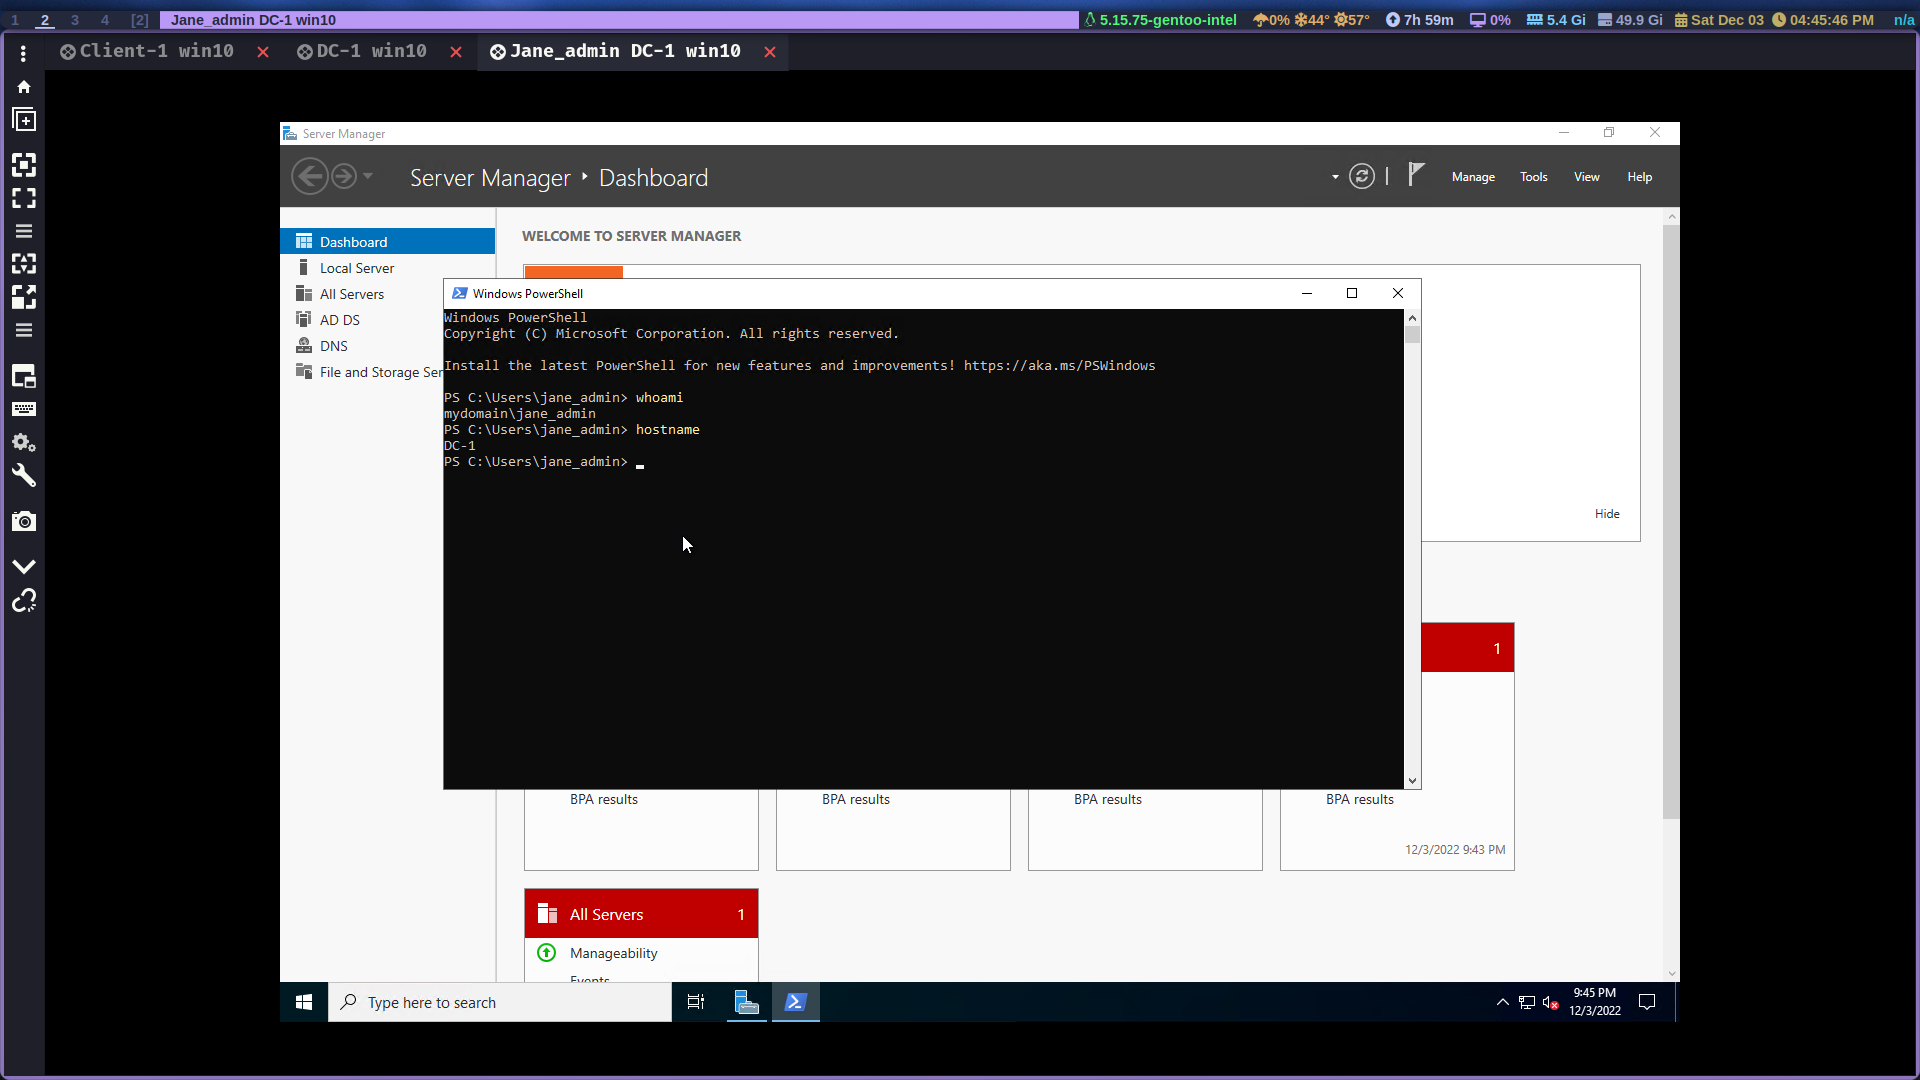 1 2 3 4 [2] Jane_admin DC-1 win10 5.15.75-gentoo-intel 0% 44° 57° 7h 59m 0% 5.4 Gi 49.9 Gi Sat Dec 03 04:45:46 PM n/a
Client-1 win10 DC-1 win10 Jane_admin DC-1 win10
Server Manager
Server Manager Dashboard Manage Tools View Help
Dashboard
Local Server
All Servers
AD DS
DNS
File and Storage Ser
WELCOME TO SERVER MANAGER
Windows PowerShell
Windows PowerShell
Copyright (C) Microsoft Corporation. All rights reserved.
Install the latest PowerShell for new features and improvements! https://aka.ms/PSWindows
PS C:\Users\jane_admin> whoami
mydomain\jane_admin
PS C:\Users\jane_admin> hostname
DC-1
PS C:\Users\jane_admin>
Hide
1
BPA results BPA results BPA results BPA results
12/3/2022 9:43 PM
All Servers 1
Manageability
Events
Type here to search
9:45 PM
12/3/2022